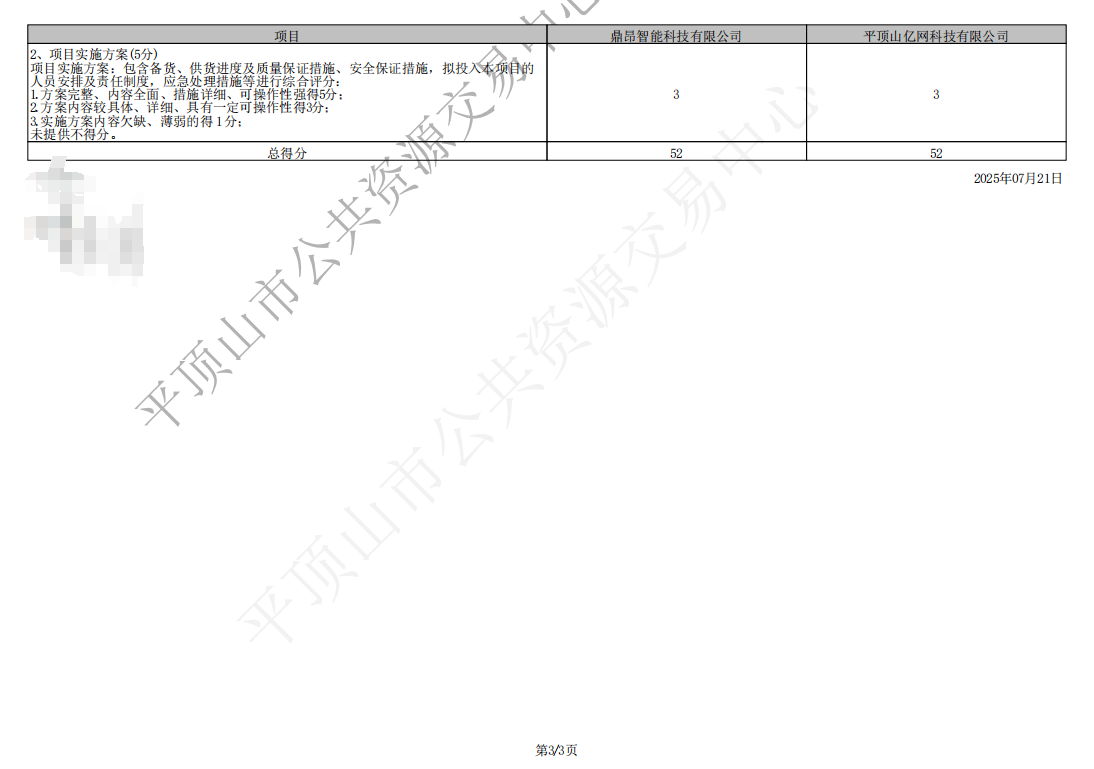 项目 鼎昂智能科技有限公司 平顶山亿网科技有限公司
2、项目实施方案(5分)
项目实施方案：包含备货、供货进度及质量保证措施、安全保证措施，拟投入本项目的
人员安排及责任制度，应急处理措施等进行综合评分：
1.方案完整、内容全面、措施详细、可操作性强得5分；
2.方案内容较具体、详细、具有一定可操作性得3分；
3.实施方案内容欠缺、薄弱的得1分；
未提供不得分。
3 3
总得分 52 52
2025年07月21日
平顶山市公共资源交易中心
平顶山市公共资源交易中心
第3/3页